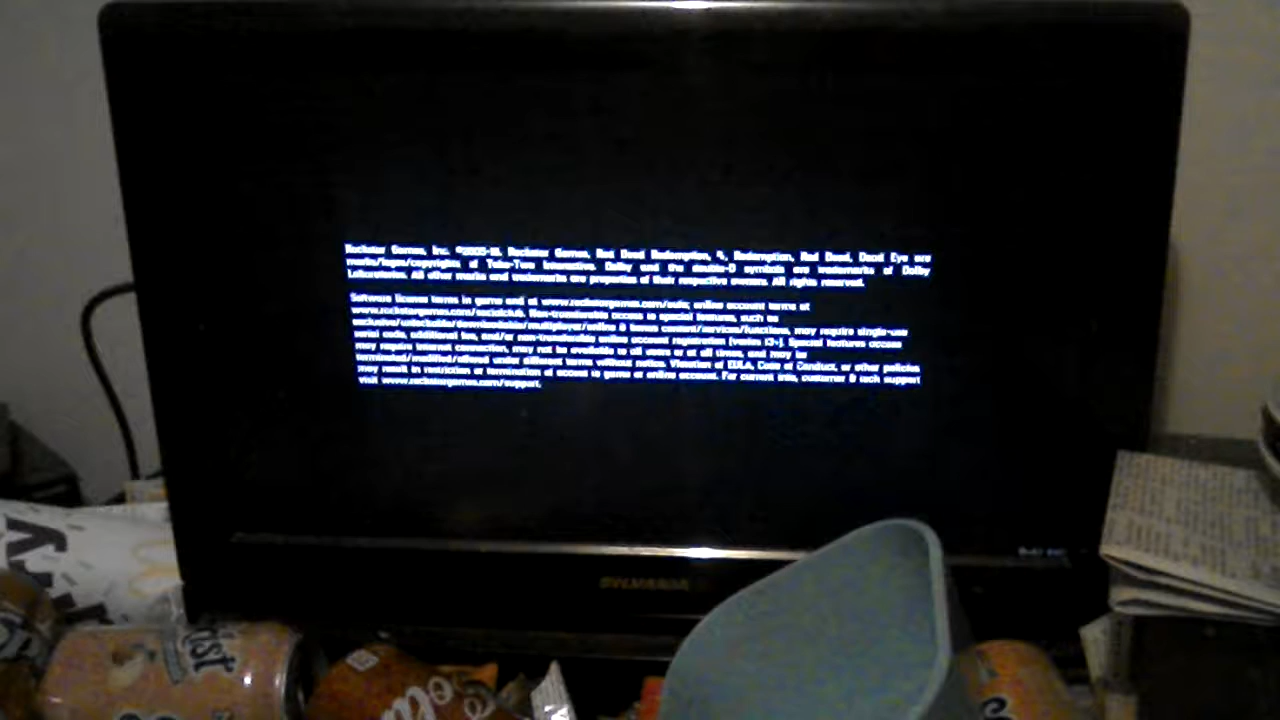 Rockstar Games, Inc. Rockstar Games, Red Dead Redemption, Redemption, Red Dead, Dead Eye are
marks/logos/copyrights of Take-Two Interactive. Dolby and the double-D symbols are trademarks of Dolby
Laboratories. All other marks and trademarks are properties of their respective owners. All rights reserved.
Software license terms in game and at www.rockstargames.com/eula; online account terms at
www.rockstargames.com/socialclub. Non-transferable access to special features, such as
exclusive/unlockable/downloadable/multiplayer/online & bonus content/services/functions, may require single-use
serial code, additional fee, and/or non-transferable online account registration (varies 13+). Special features access
may require internet connection, may not be available to all users or at all times, and may be
terminated/modified/offered under different terms without notice. Violation of EULA, Code of Conduct, or other policies
may result in restriction or termination of access to game or online account. For current info, customer & tech support
visit www.rockstargames.com/support.
SYLVANIA